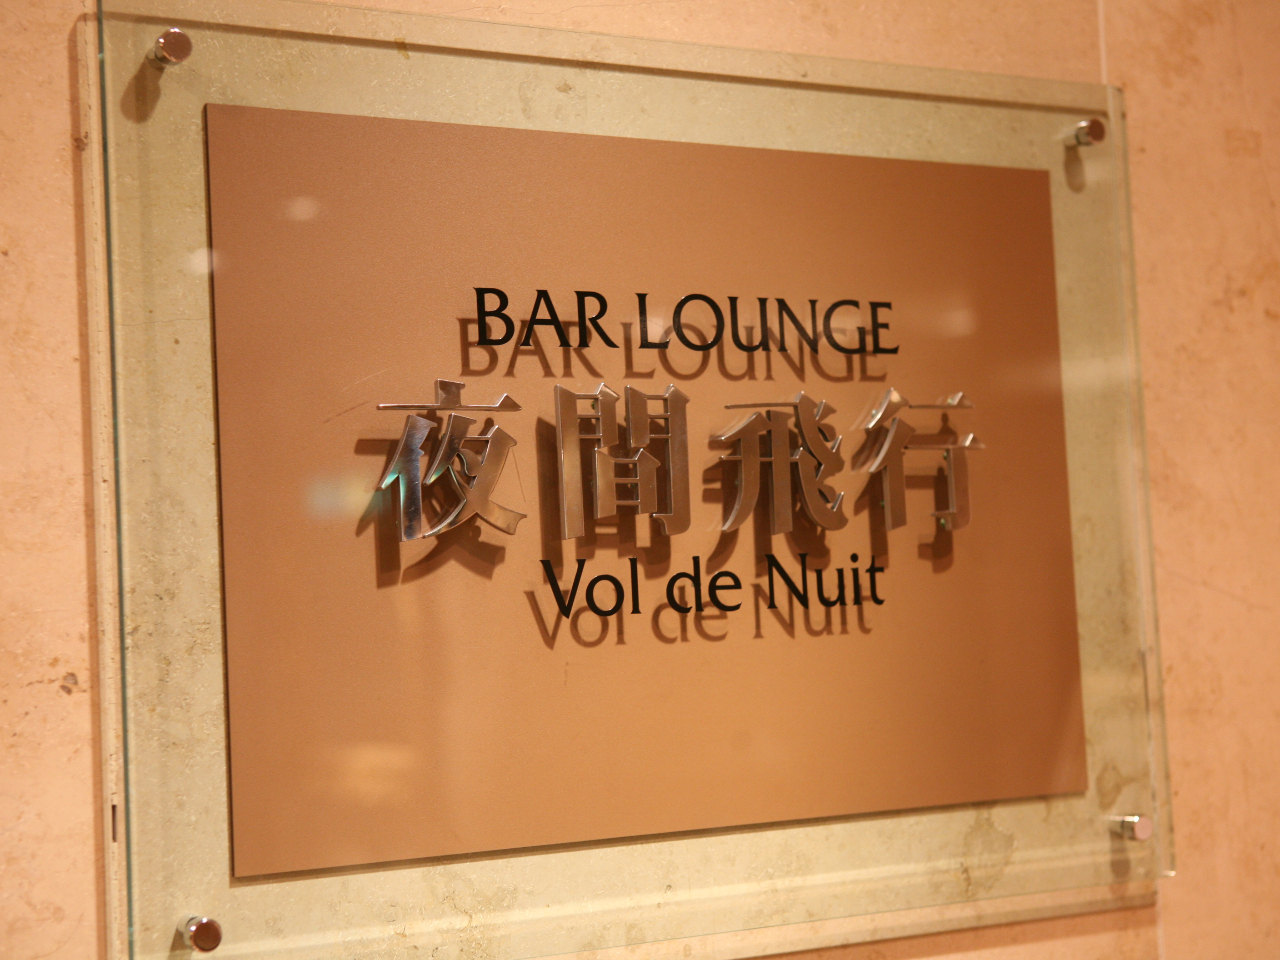 BAR LOUNGE
夜間飛行
Vol de Nuit